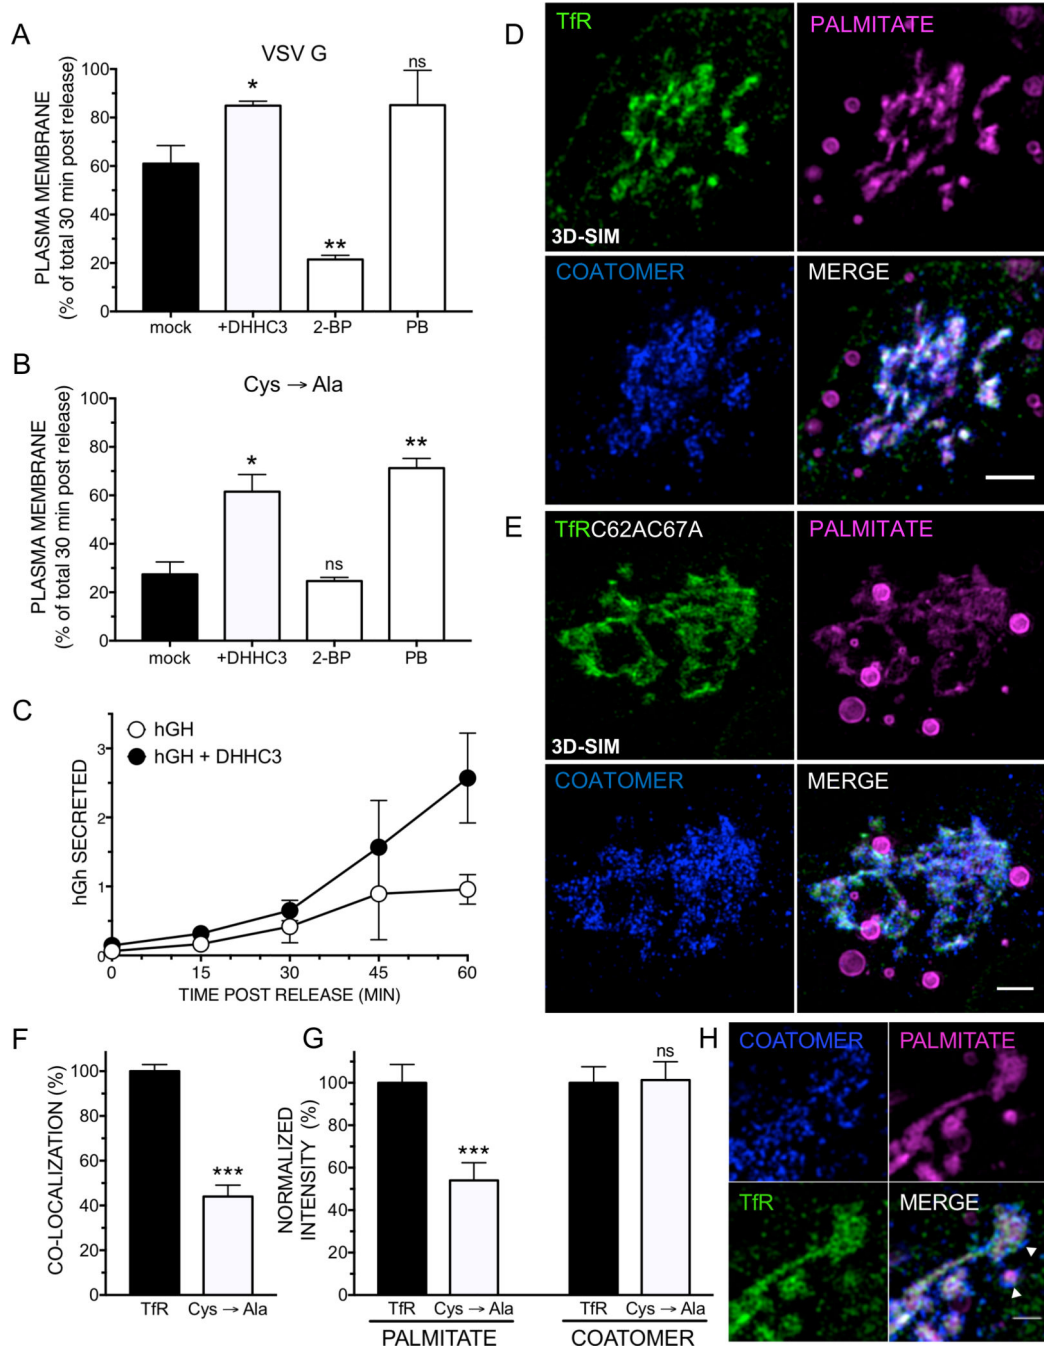 A
VSV G
PLASMA MEMBRANE
(% of total 30 min post release)
100
80
60
40
20
0
*
**
ns
mock
+DHHC3
2-BP
PB
B
Cys → Ala
PLASMA MEMBRANE
(% of total 30 min post release)
100
80
60
40
20
0
*
ns
**
mock
+DHHC3
2-BP
PB
C
hGH
hGH + DHHC3
hGh SECRETED
3
2
1
0
0
15
30
45
60
TIME POST RELEASE (MIN)
D
TfR
PALMITATE
3D-SIM
COATOMER
MERGE
E
TfRC62AC67A
PALMITATE
3D-SIM
COATOMER
MERGE
F
CO-LOCALIZATION (%)
100
80
60
40
20
0
***
TfR
Cys → Ala
G
NORMALIZED
INTENSITY (%)
100
80
60
40
20
0
***
ns
TfR
Cys → Ala
TfR
Cys → Ala
PALMITATE
COATOMER
H
COATOMER
PALMITATE
TfR
MERGE